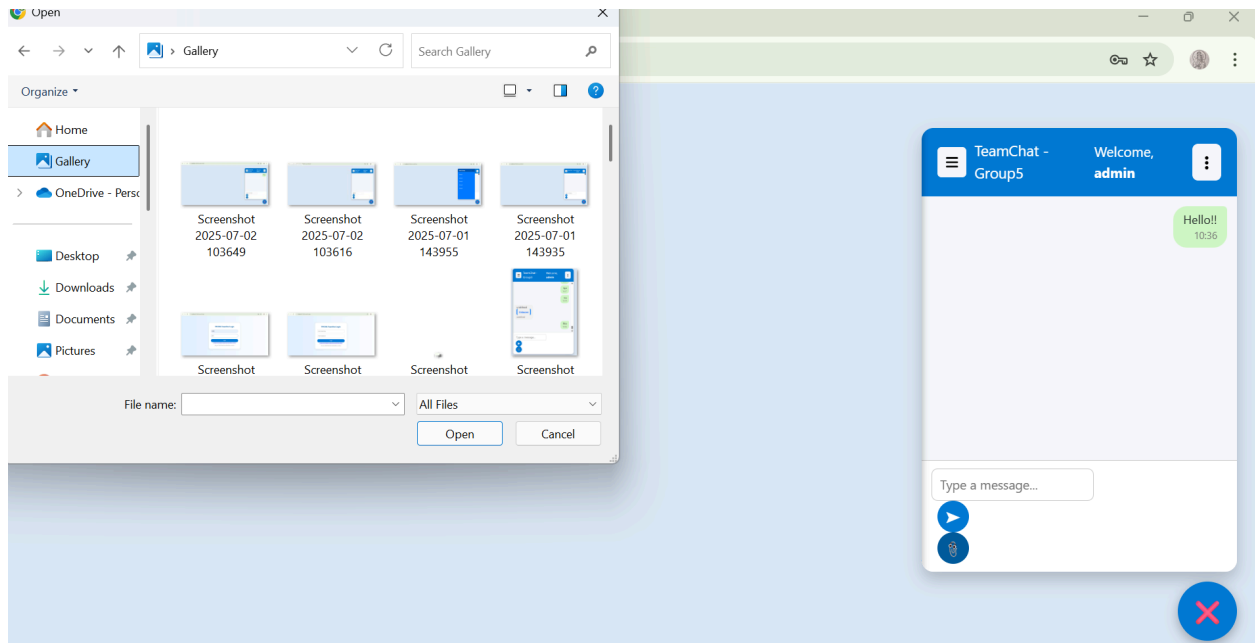 Open
Gallery
Search Gallery
Organize
Home
Gallery
OneDrive - Perso
Desktop
Downloads
Documents
Pictures
Screenshot
2025-07-02
103649
Screenshot
2025-07-02
103616
Screenshot
2025-07-01
143955
Screenshot
2025-07-01
143935
Screenshot
Screenshot
Screenshot
Screenshot
File name:
All Files
Open
Cancel
TeamChat -
Group5
Welcome,
admin
Hello!!
10:36
Type a message...